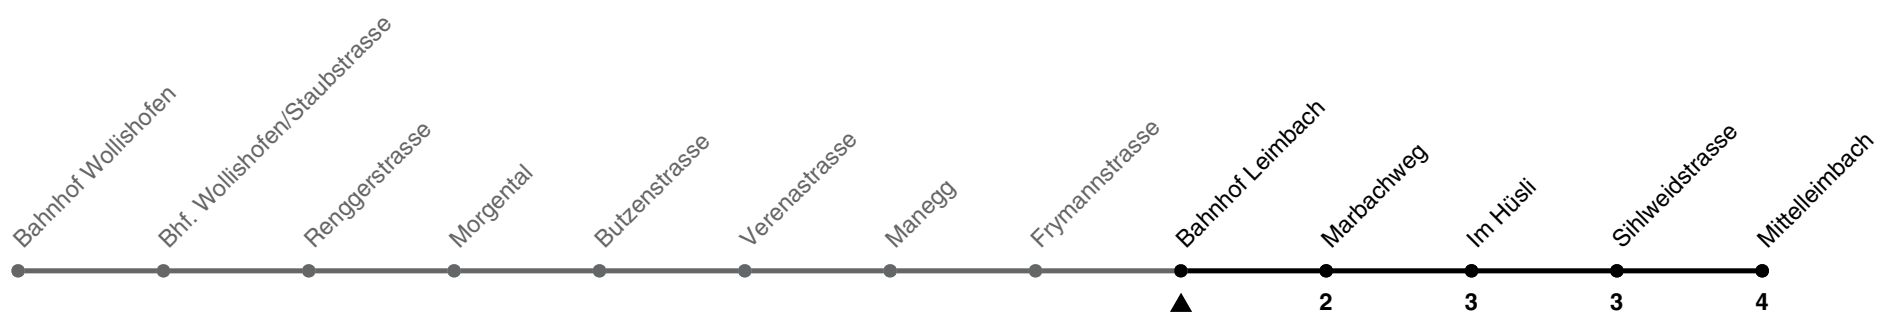 Bahnhof Wollishofen
Bhf. Wollishofen/Staubstrasse
Renggerstrasse
Morgental
Butzenstrasse
Verenastrasse
Manegg
Frymannstrasse
Bahnhof Leimbach
Marbachweg
Im Hüsli
Sihlweidstrasse
Mittelleimbach
2 3 3 4